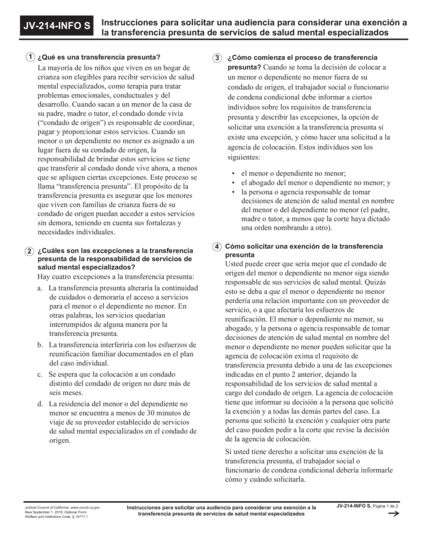 JV-214-INFO S
Instrucciones para solicitar una audiencia para considerar una exención a
la transferencia presunta de servicios de salud mental especializados
1 ¿Qué es una transferencia presunta?
La mayoría de los niños que viven en un hogar de
crianza son elegibles para recibir servicios de salud
mental especializados, como terapia para tratar
problemas emocionales, conductuales y del
desarrollo. Cuando sacan a un menor de la casa de
su padre, madre o tutor, el condado donde vivía
("condado de origen") es responsable de coordinar,
pagar y proporcionar estos servicios. Cuando un
menor o un dependiente no menor es asignado a un
lugar fuera de su condado de origen, la
responsabilidad de brindar estos servicios se tiene
que transferir al condado donde vive ahora, a menos
que se apliquen ciertas excepciones. Este proceso se
llama "transferencia presunta". El propósito de la
transferencia presunta es asegurar que los menores
que viven con familias de crianza fuera de su
condado de origen puedan acceder a estos servicios
sin demora, teniendo en cuenta sus fortalezas y
necesidades individuales.
2 ¿Cuáles son las excepciones a la transferencia
presunta de la responsabilidad de servicios de
salud mental especializados?
Hay cuatro excepciones a la transferencia presunta:
a. La transferencia presunta alteraría la continuidad
de cuidados o demoraría el acceso a servicios
para el menor o el dependiente no menor. En
otras palabras, los servicios quedarían
interrumpidos de alguna manera por la
transferencia presunta.
b. La transferencia interferiría con los esfuerzos de
reunificación familiar documentados en el plan
del caso individual.
c. Se espera que la colocación a un condado
distinto del condado de origen no dure más de
seis meses.
d. La residencia del menor o del dependiente no
menor se encuentra a menos de 30 minutos de
viaje de su proveedor establecido de servicios
de salud mental especializados en el condado de
origen.
3 ¿Cómo comienza el proceso de transferencia
presunta? Cuando se toma la decisión de colocar a
un menor o dependiente no menor fuera de su
condado de origen, el trabajador social o funcionario
de condena condicional debe informar a ciertos
individuos sobre los requisitos de transferencia
presunta y describir las excepciones, la opción de
solicitar una exención a la transferencia presunta si
existe una excepción, y cómo hacer una solicitud a la
agencia de colocación. Estos individuos son los
siguientes:
• el menor o dependiente no menor;
• el abogado del menor o dependiente no menor; y
• la persona o agencia responsable de tomar
decisiones de atención de salud mental en nombre
del menor o del dependiente no menor (el padre,
madre o tutor, a menos que la corte haya dictado
una orden nombrando a otro).
4 Cómo solicitar una exención de la transferencia
presunta
Usted puede creer que sería mejor que el condado de
origen del menor o dependiente no menor siga siendo
responsable de sus servicios de salud mental. Quizás
esto se deba a que el menor o dependiente no menor
perdería una relación importante con un proveedor de
servicio, o a que afectaría los esfuerzos de
reunificación. El menor o dependiente no menor, su
abogado, y la persona o agencia responsable de tomar
decisiones de atención de salud mental en nombre del
menor o dependiente no menor pueden solicitar que la
agencia de colocación exima el requisito de
transferencia presunta debido a una de las excepciones
indicadas en el punto 2 anterior, dejando la
responsabilidad de los servicios de salud mental a
cargo del condado de origen. La agencia de colocación
tiene que informar su decisión a la persona que solicitó
la exención y a todas las demás partes del caso. La
persona que solicitó la exención y cualquier otra parte
del caso pueden pedir a la corte que revise la decisión
de la agencia de colocación.
Si usted tiene derecho a solicitar una exención de la
transferencia presunta, el trabajador social o
funcionario de condena condicional debería informarle
cómo y cuándo solicitarla.
Judicial Council of California, www.courts.ca.gov
New September 1, 2018, Optional Form
Welfare and Institutions Code, § 14717.1
Instrucciones para solicitar una audiencia para considerar una exención a la
transferencia presunta de servicios de salud mental especializados
JV-214-INFO S, Página 1 de 2